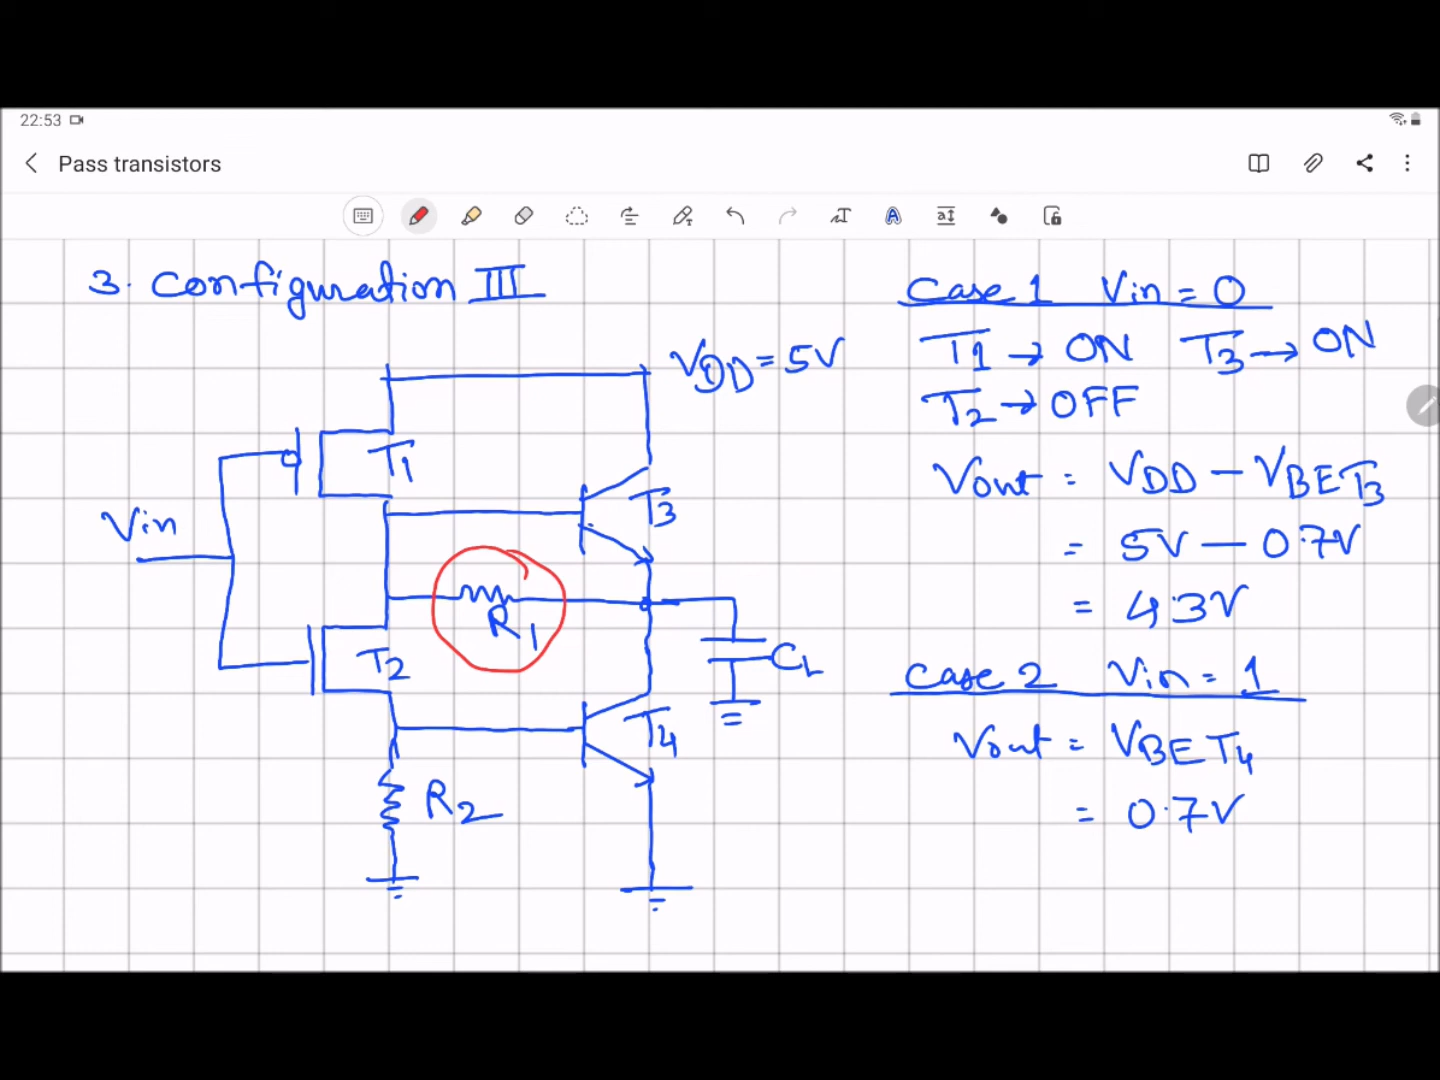 22:53
Pass transistors
3. Configuration III
VDD = 5V
T1
T3
Vin
R1
T2
CL
T4
R2
Case 1 Vin = 0
T1 → ON T3 → ON
T2 → OFF
Vout = VDD - VBET3
= 5V - 0.7V
= 4.3V
Case 2 Vin = 1
Vout = VBET4
= 0.7V